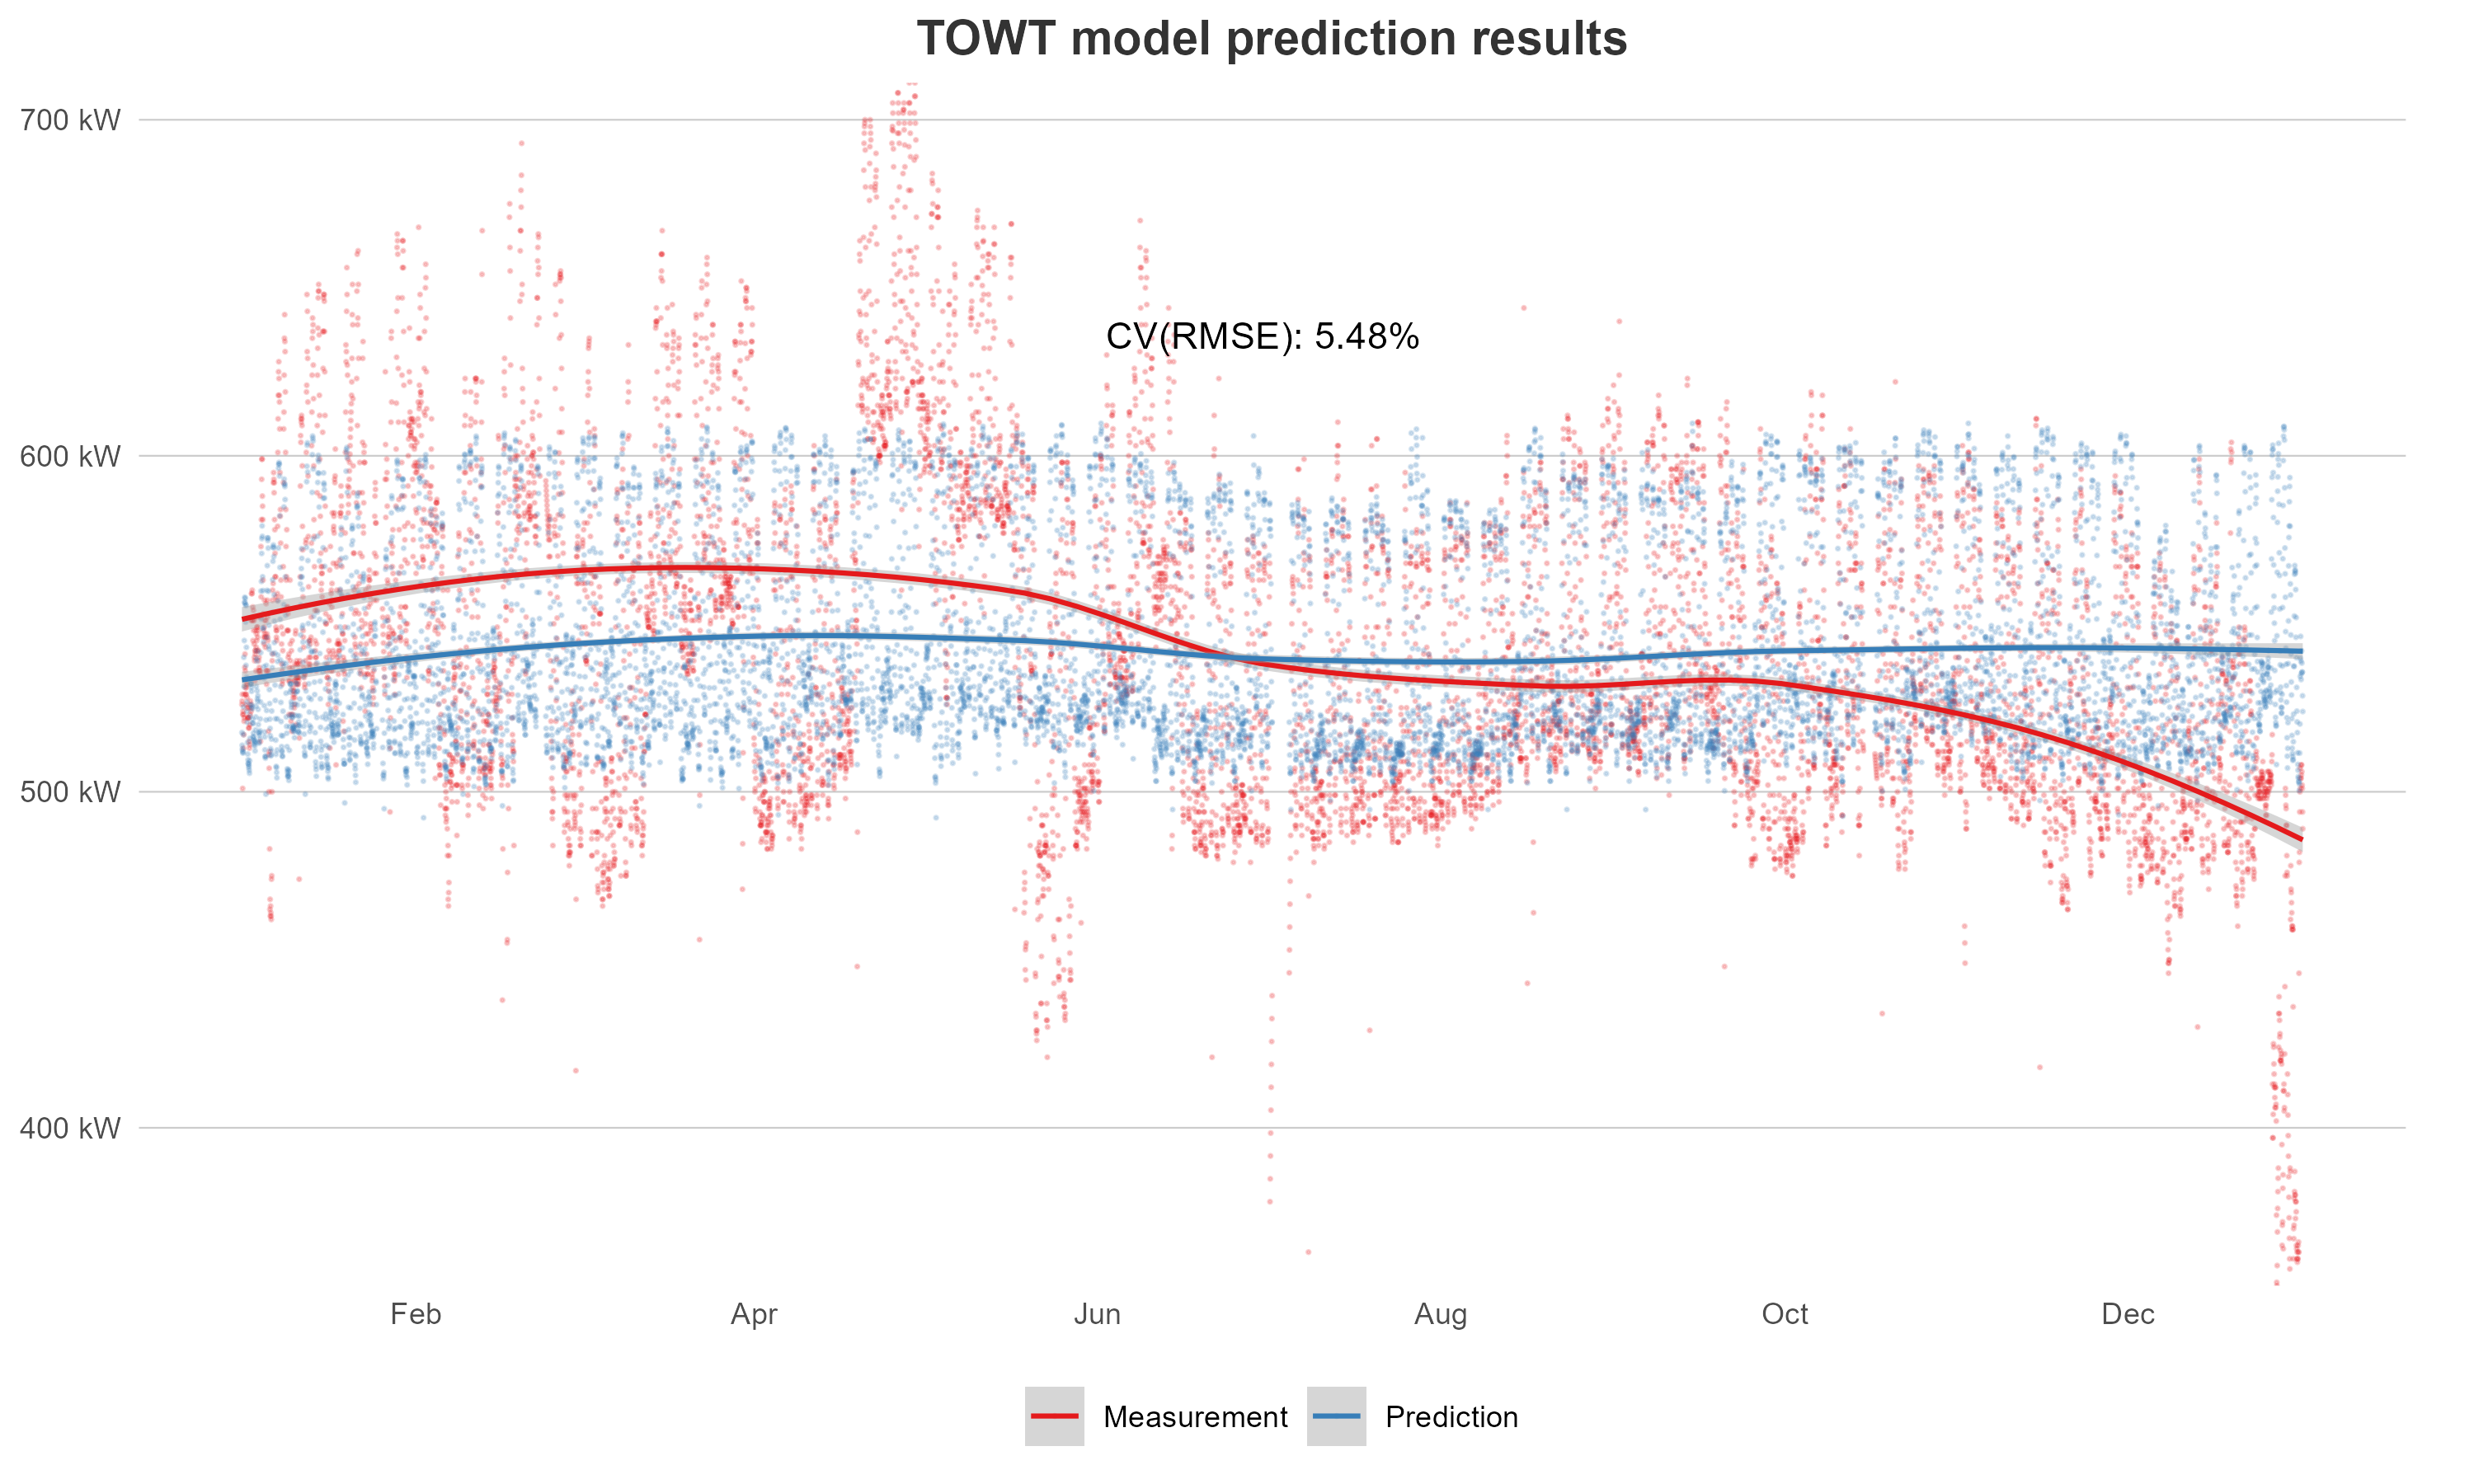 TOWT model prediction results
700 kW
CV(RMSE): 5.48%
600 kW
500 kW
400 kW
Feb Apr Jun Aug Oct Dec
Measurement Prediction